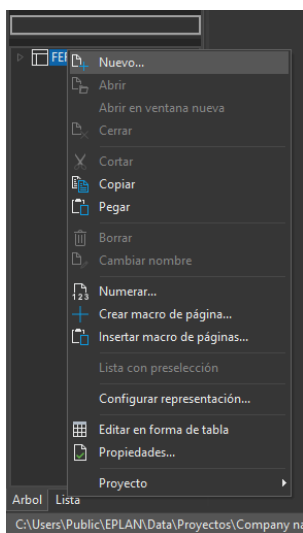 Nuevo...
Abrir
Abrir en ventana nueva
Cerrar
Cortar
Copiar
Pegar
Borrar
Cambiar nombre
Numerar...
Crear macro de página...
Insertar macro de páginas...
Lista con preselección
Configurar representación...
Editar en forma de tabla
Propiedades...
Proyecto
Arbol Lista
C:\Users\Public\EPLAN\Data\Proyectos\Company na